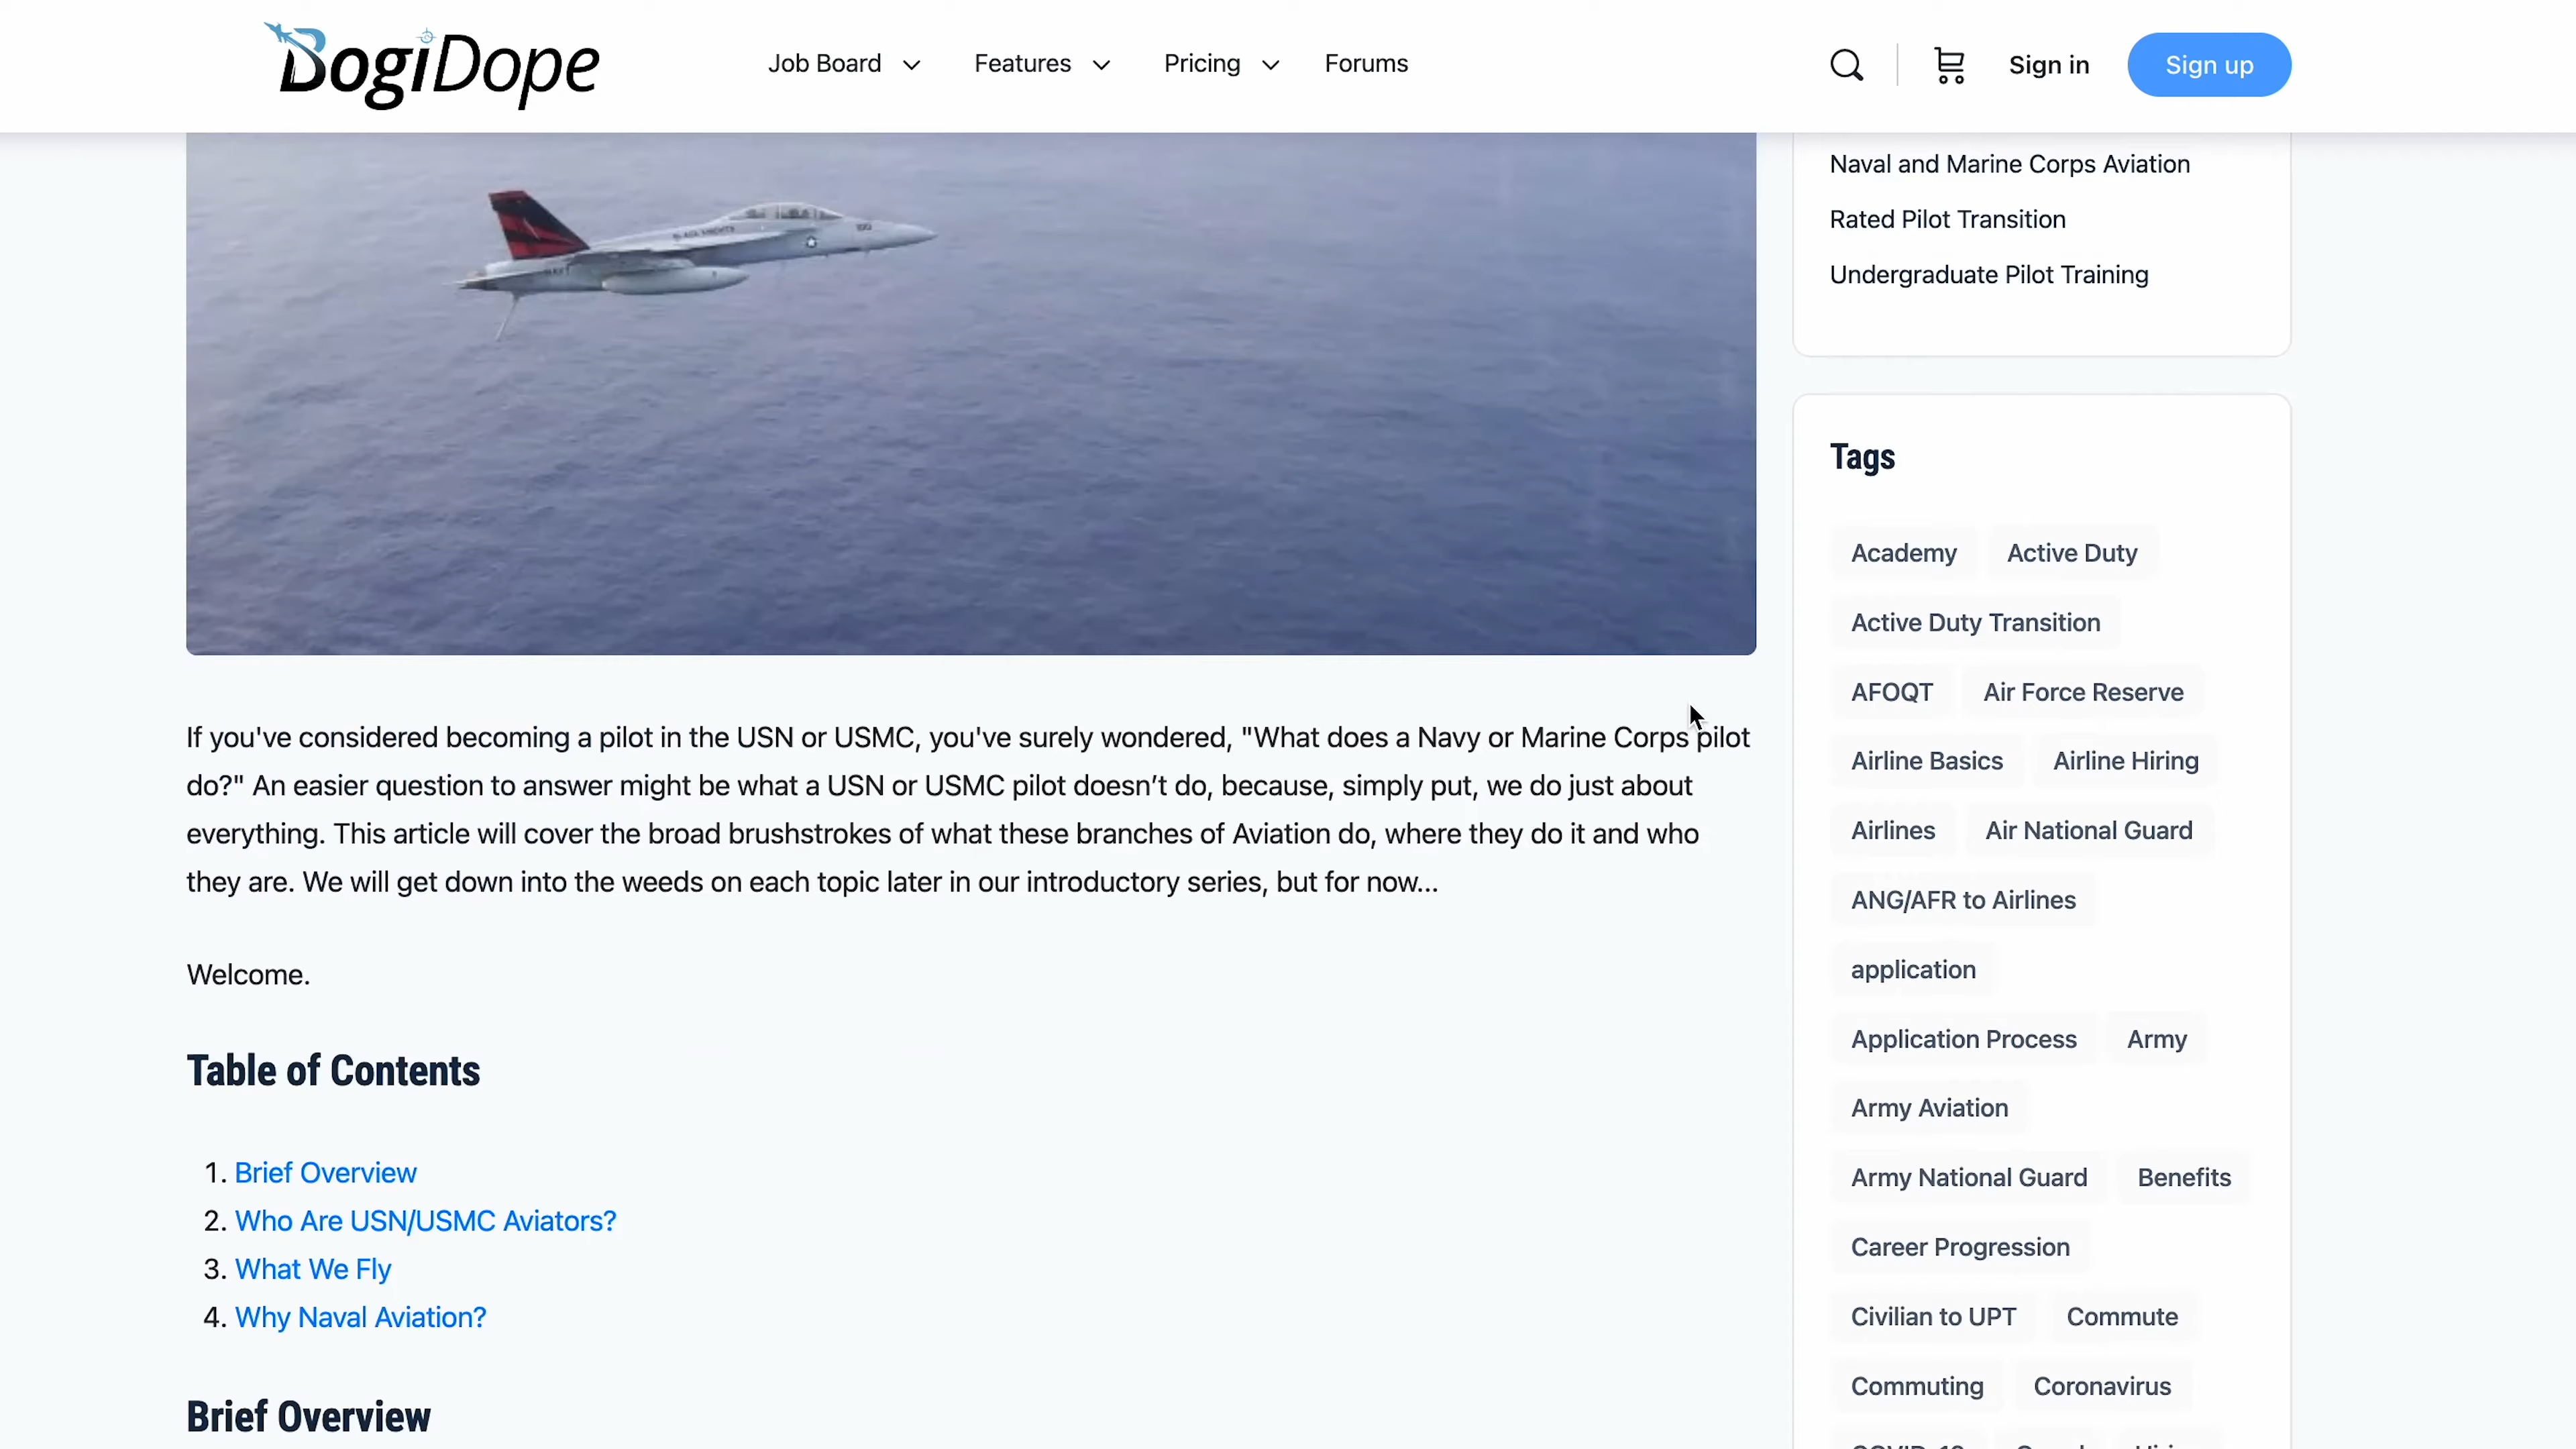 BogiDope
Job Board
Features
Pricing
Forums
Sign in
Sign up
Naval and Marine Corps Aviation
Rated Pilot Transition
Undergraduate Pilot Training
100
If you've considered becoming a pilot in the USN or USMC, you've surely wondered, "What does a Navy or Marine Corps pilot
do?" An easier question to answer might be what a USN or USMC pilot doesn’t do, because, simply put, we do just about
everything. This article will cover the broad brushstrokes of what these branches of Aviation do, where they do it and who
they are. We will get down into the weeds on each topic later in our introductory series, but for now...
Welcome.
Table of Contents
1. Brief Overview
2. Who Are USN/USMC Aviators?
3. What We Fly
4. Why Naval Aviation?
Brief Overview
Tags
Academy Active Duty
Active Duty Transition
AFOQT Air Force Reserve
Airline Basics Airline Hiring
Airlines Air National Guard
ANG/AFR to Airlines
application
Application Process Army
Army Aviation
Army National Guard Benefits
Career Progression
Civilian to UPT Commute
Commuting Coronavirus